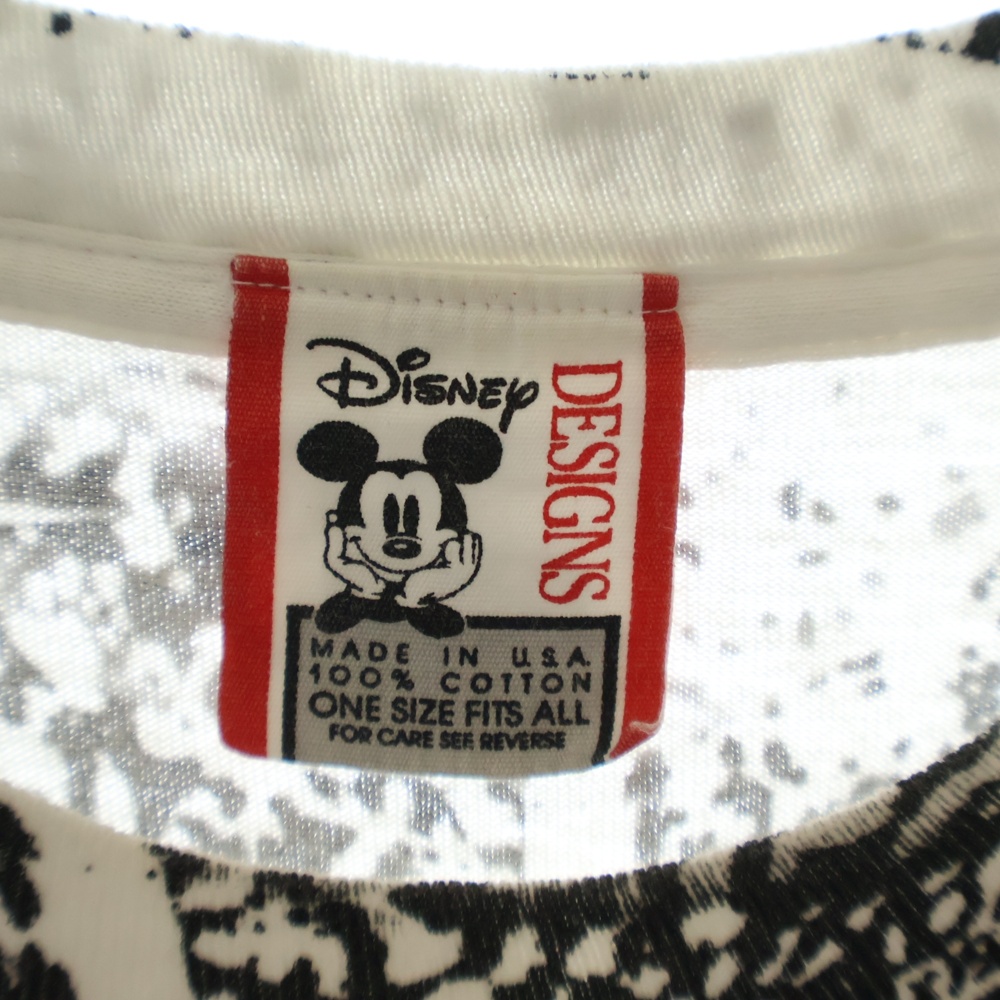 Disney
DESIGNS
MADE IN U.S.A.
100% COTTON
ONE SIZE FITS ALL
FOR CARE SEE REVERSE